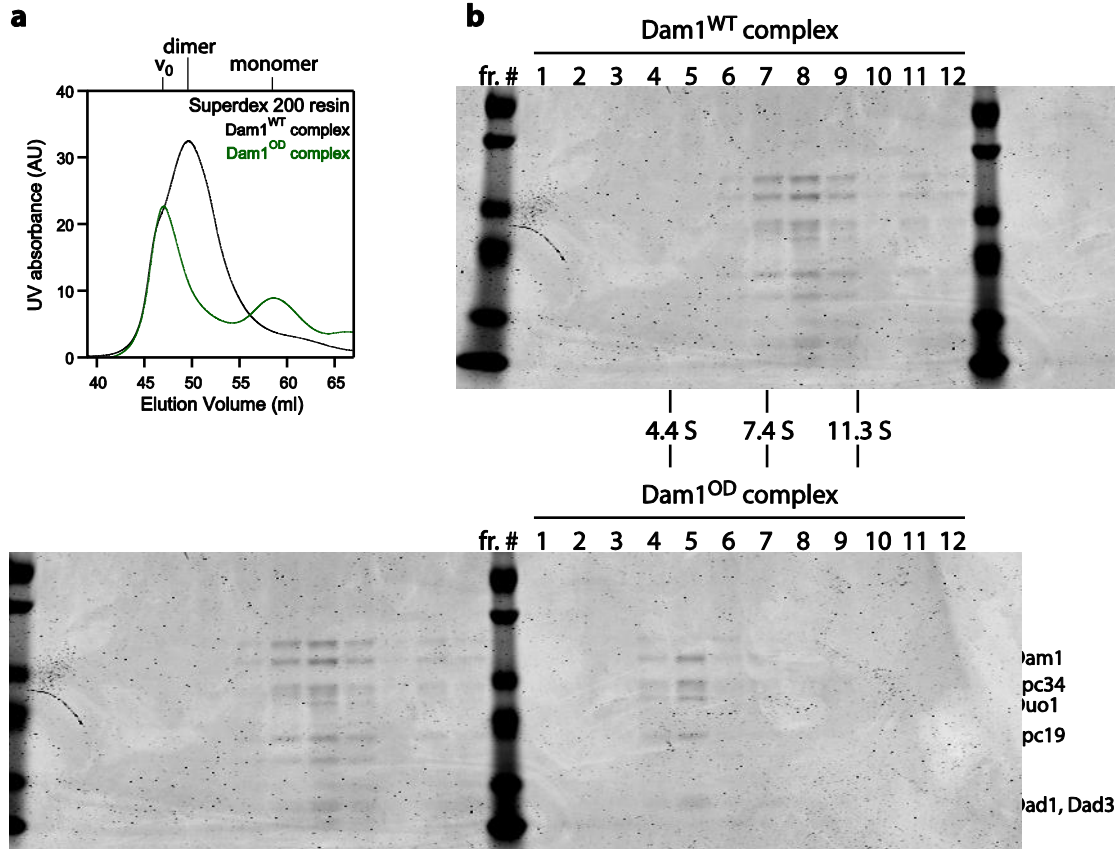 a
dimer
v0
monomer
Superdex 200 resin
Dam1WT complex
Dam1OD complex
UV absorbance (AU)
40
30
20
10
0
40 45 50 55 60 65
Elution Volume (ml)
b
Dam1WT complex
fr. # 1 2 3 4 5 6 7 8 9 10 11 12
4.4 S 7.4 S 11.3 S
Dam1OD complex
fr. # 1 2 3 4 5 6 7 8 9 10 11 12
Dam1
pc34
Duo1
pc19
Dad1, Dad3